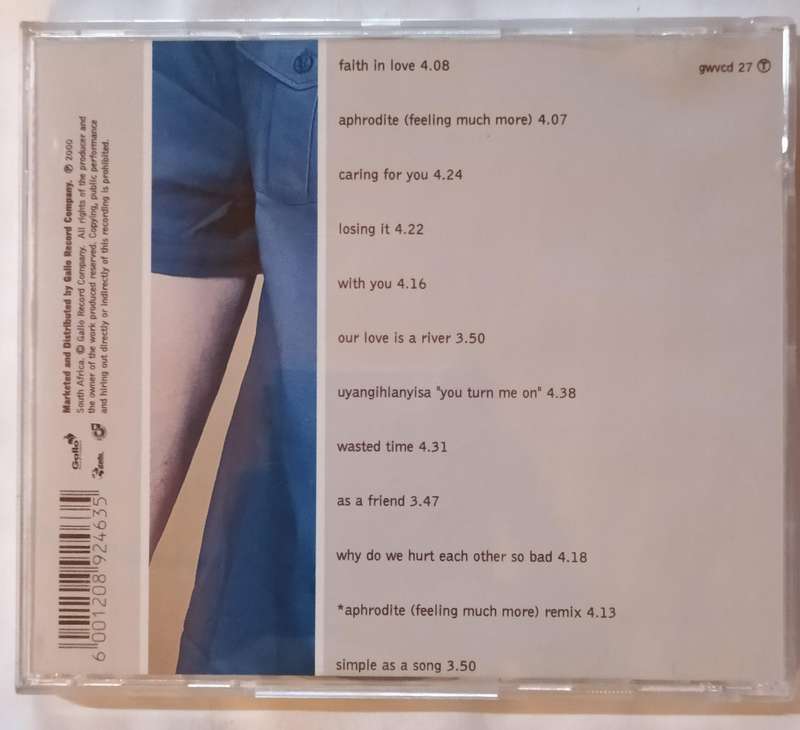 faith in love 4.08
gwvcd 27 Ⓣ
aphrodite (feeling much more) 4.07
caring for you 4.24
losing it 4.22
with you 4.16
our love is a river 3.50
uyangihlanyisa "you turn me on" 4.38
wasted time 4.31
as a friend 3.47
why do we hurt each other so bad 4.18
*aphrodite (feeling much more) remix 4.13
simple as a song 3.50
Marketed and Distributed by Gallo Record Company. ℗ 2000
South Africa. © Gallo Record Company. All rights of the producer and
the owner of the work produced reserved. Copying, public performance
and hiring out directly or indirectly of this recording is prohibited.
Gallo
6 001208 924635